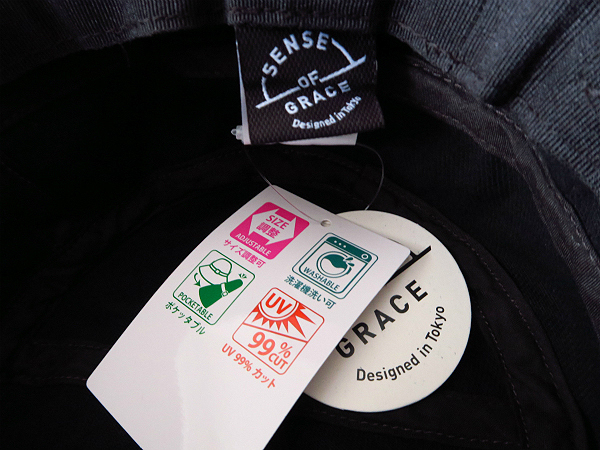 SENSE
OF
GRACE
Designed in Tokyo
SIZE
調整
ADJUSTABLE
サイズ調整可
WASHABLE
洗濯機洗い可
POCKETABLE
ポケッタブル
UV
99%
CUT
UV 99% カット
GRACE
Designed in Tokyo